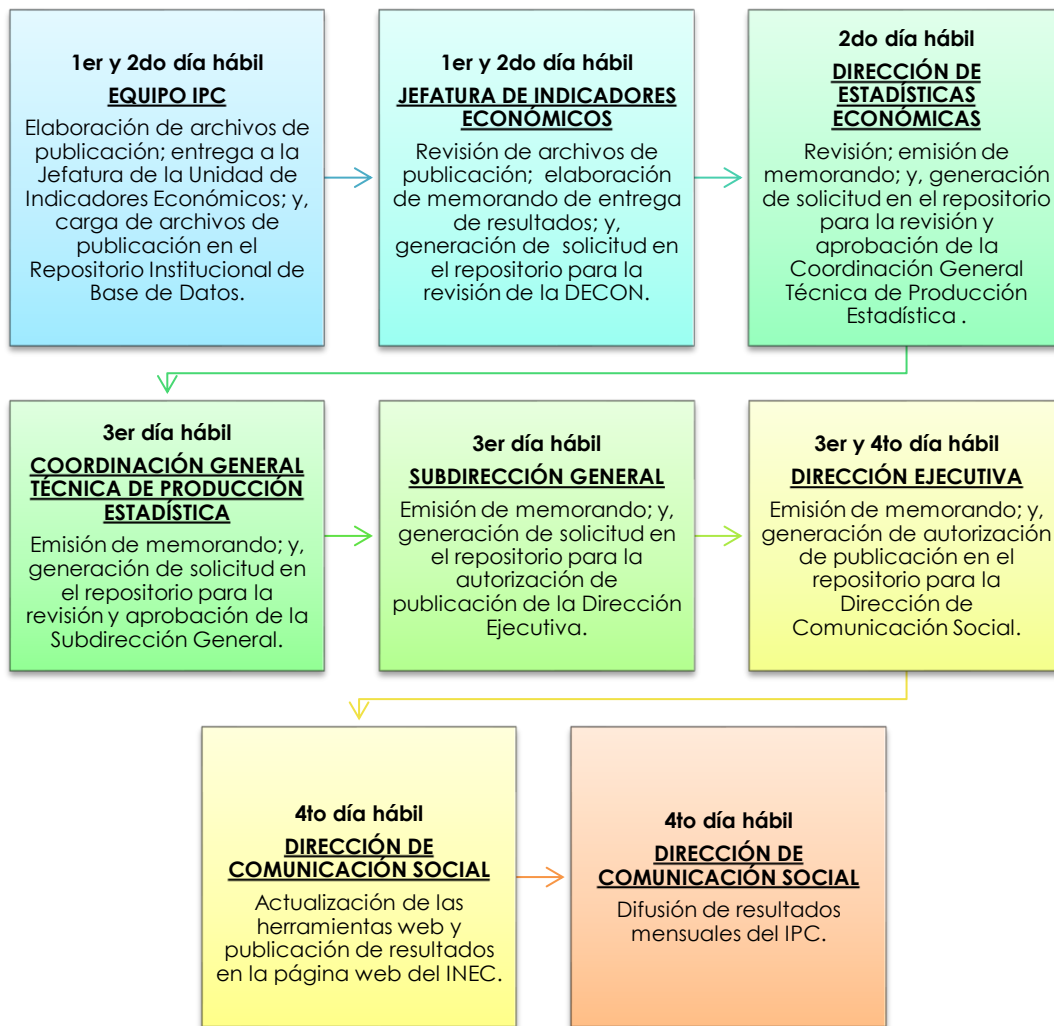 1er y 2do día hábil
EQUIPO IPC
Elaboración de archivos de
publicación; entrega a la
Jefatura de la Unidad de
Indicadores Económicos; y,
carga de archivos de
publicación en el
Repositorio Institucional de
Base de Datos.
1er y 2do día hábil
JEFATURA DE INDICADORES
ECONÓMICOS
Revisión de archivos de
publicación; elaboración
de memorando de entrega
de resultados; y,
generación de solicitud en
el repositorio para la
revisión de la DECON.
2do día hábil
DIRECCIÓN DE
ESTADÍSTICAS
ECONÓMICAS
Revisión; emisión de
memorando; y, generación
de solicitud en el repositorio
para la revisión y
aprobación de la
Coordinación General
Técnica de Producción
Estadística .
3er día hábil
COORDINACIÓN GENERAL
TÉCNICA DE PRODUCCIÓN
ESTADÍSTICA
Emisión de memorando; y,
generación de solicitud en
el repositorio para la
revisión y aprobación de la
Subdirección General.
3er día hábil
SUBDIRECCIÓN GENERAL
Emisión de memorando; y,
generación de solicitud en
el repositorio para la
autorización de
publicación de la Dirección
Ejecutiva.
3er y 4to día hábil
DIRECCIÓN EJECUTIVA
Emisión de memorando; y,
generación de autorización
de publicación en el
repositorio para la
Dirección de
Comunicación Social.
4to día hábil
DIRECCIÓN DE
COMUNICACIÓN SOCIAL
Actualización de las
herramientas web y
publicación de resultados
en la página web del INEC.
4to día hábil
DIRECCIÓN DE
COMUNICACIÓN SOCIAL
Difusión de resultados
mensuales del IPC.